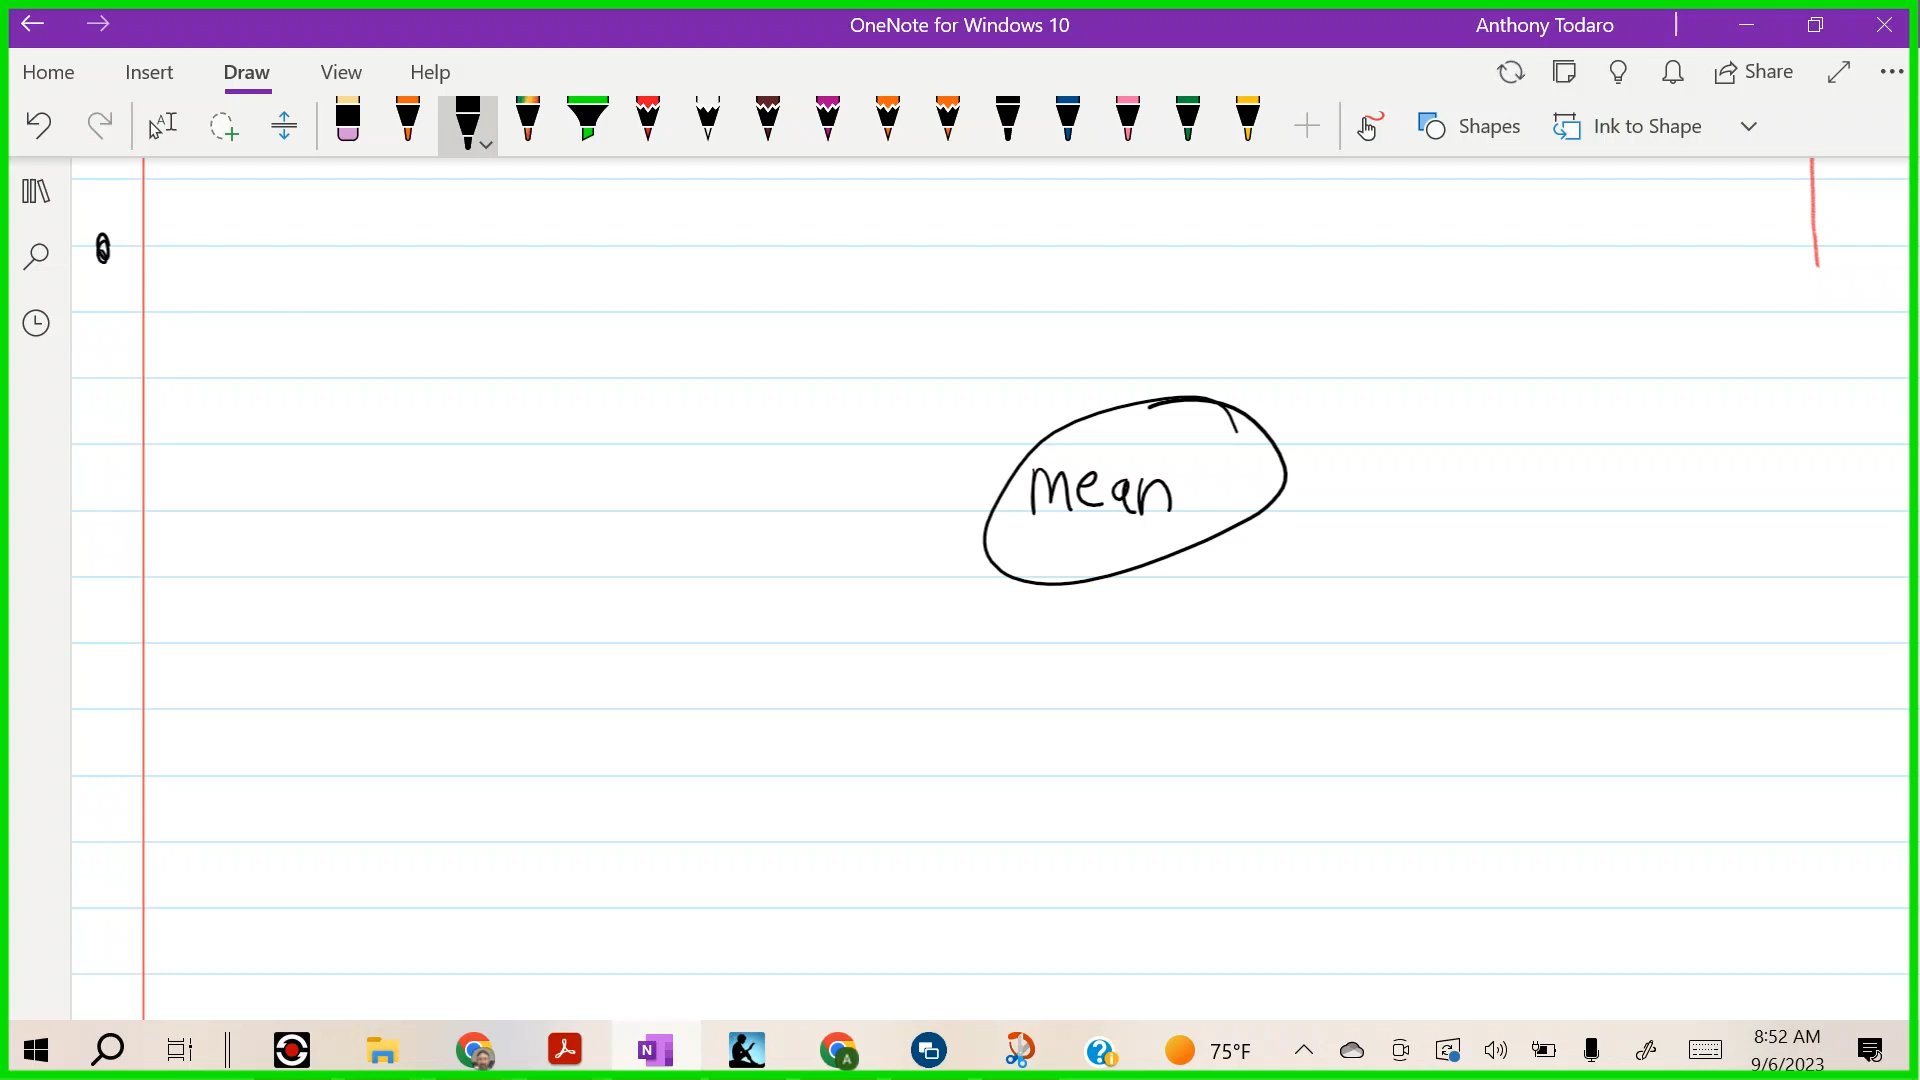 OneNote for Windows 10
Anthony Todaro
Home Insert Draw View Help
Share
Shapes
Ink to Shape
mean
75°F
8:52 AM
9/6/2023